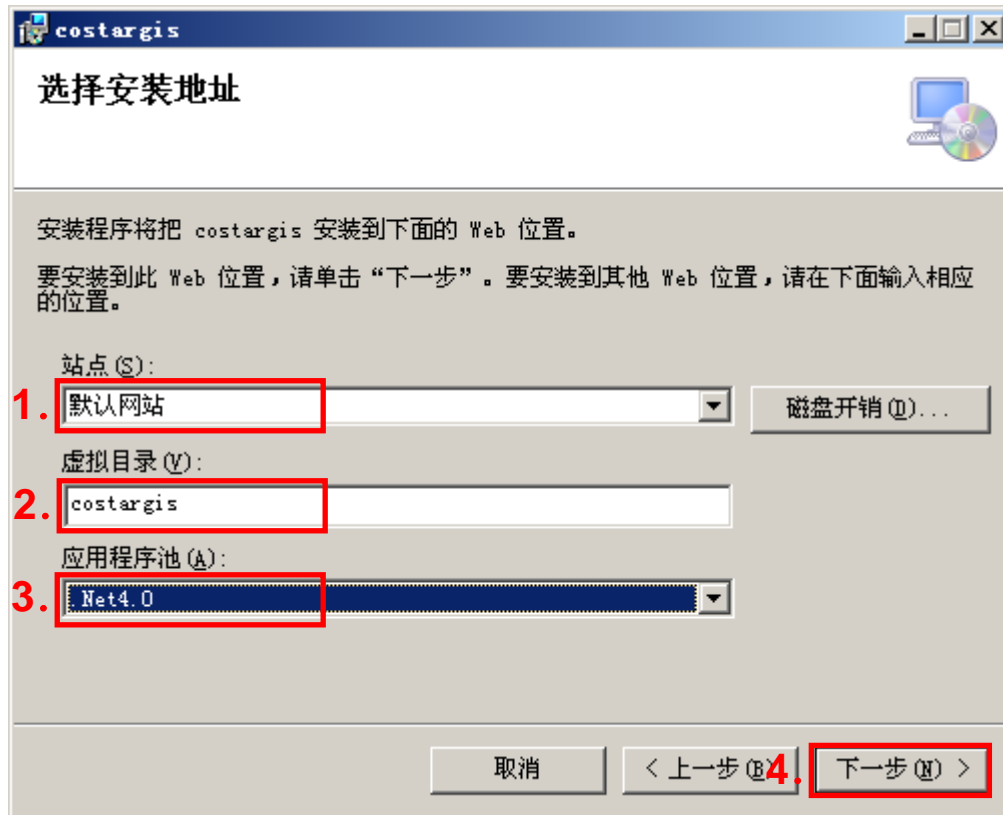 costargis
选择安装地址
安装程序将把 costargis 安装到下面的 Web 位置。
要安装到此 Web 位置，请单击“下一步”。要安装到其他 Web 位置，请在下面输入相应
的位置。
站点(S):
1. 默认网站
磁盘开销(D)...
虚拟目录(V):
2. costargis
应用程序池(A):
3. .Net4.0
取消
< 上一步(B)
4. 下一步(N) >